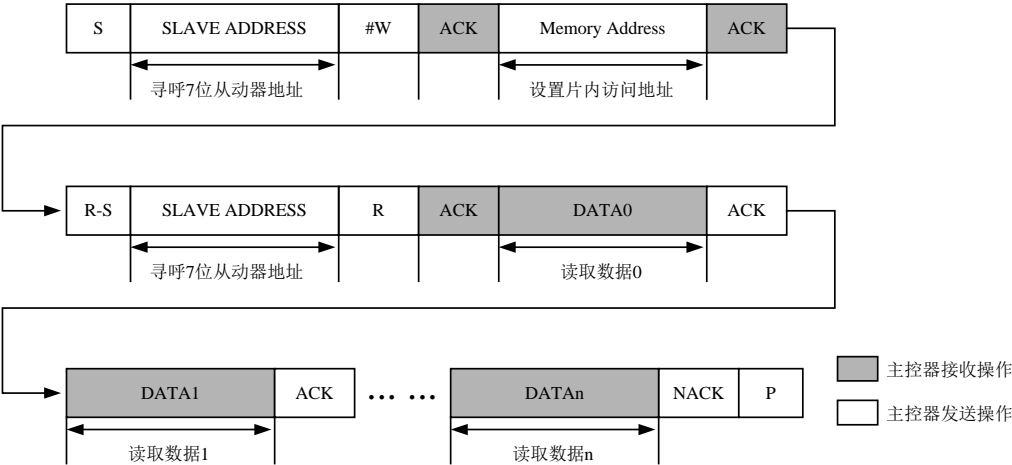 S SLAVE ADDRESS #W ACK Memory Address ACK
寻呼7位从动器地址 设置片内访问地址
R-S SLAVE ADDRESS R ACK DATA0 ACK
寻呼7位从动器地址 读取数据0
DATA1 ACK ... ... DATAn NACK P
读取数据1 读取数据n
主控器接收操作
主控器发送操作